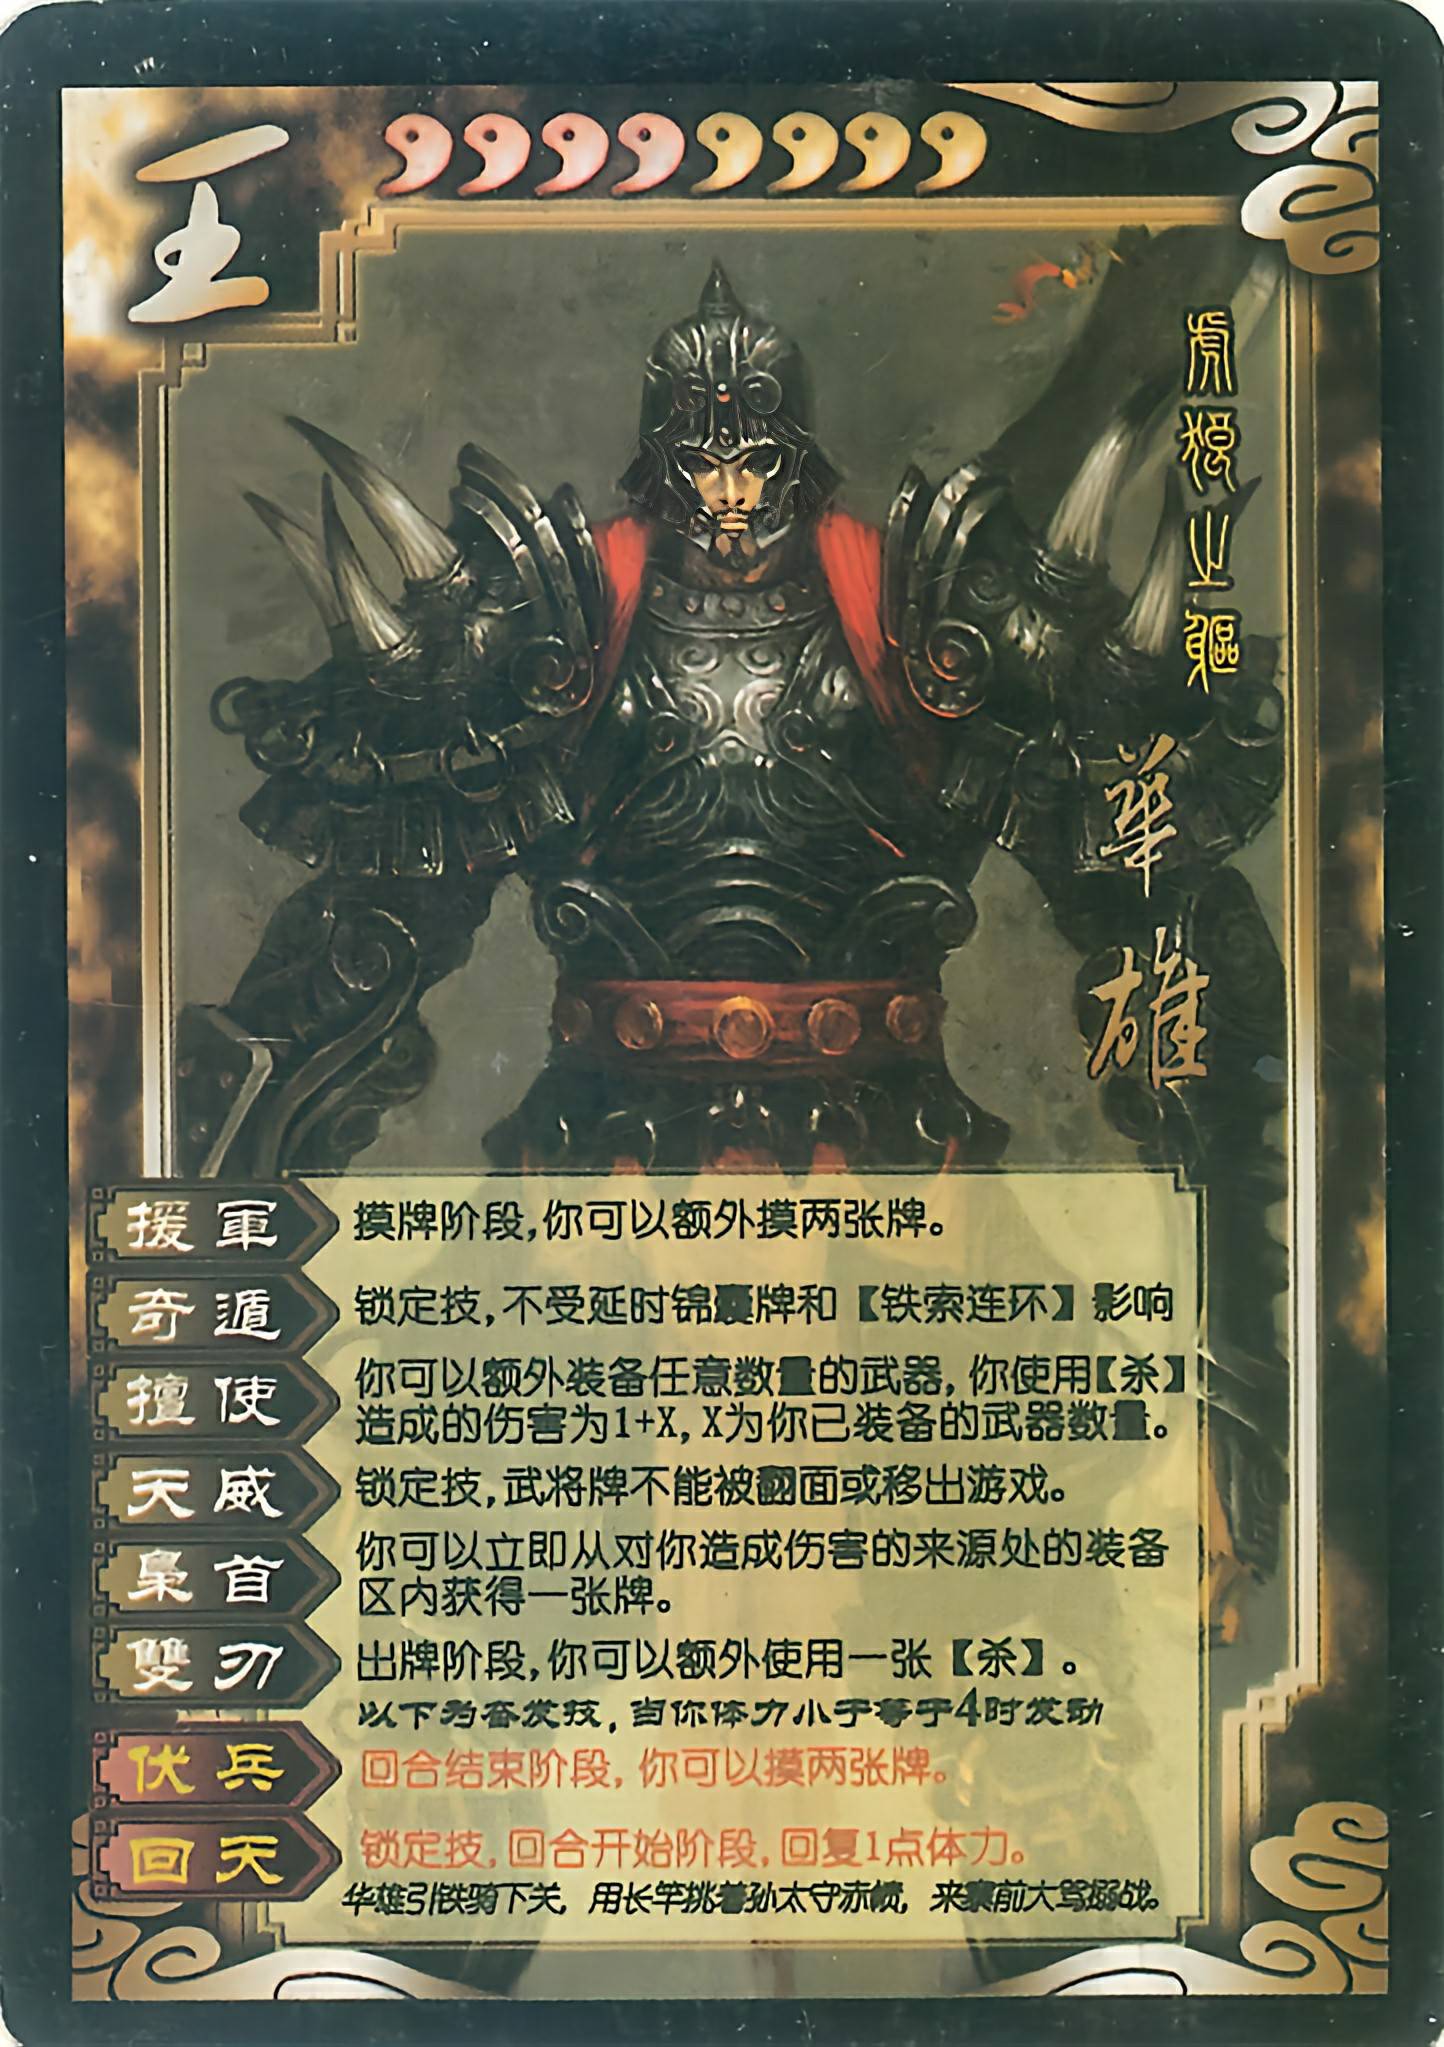 王
虎狼之躯
華雄
援軍
摸牌阶段,你可以额外摸两张牌。
奇遁
锁定技,不受延时锦囊牌和【铁索连环】影响
擅使
你可以额外装备任意数量的武器,你使用【杀】
造成的伤害为1+X,X为你已装备的武器数量。
天威
锁定技,武将牌不能被翻面或移出游戏。
枭首
你可以立即从对你造成伤害的来源处的装备
区内获得一张牌。
雙刃
出牌阶段,你可以额外使用一张【杀】。
以下为奋发技,当你体力小于等于4时发动
伏兵
回合结束阶段,你可以摸两张牌。
回天
锁定技,回合开始阶段,回复1点体力。
华雄引铁骑下关,用长竿挑着孙太守赤帻,来寨前大骂搦战。